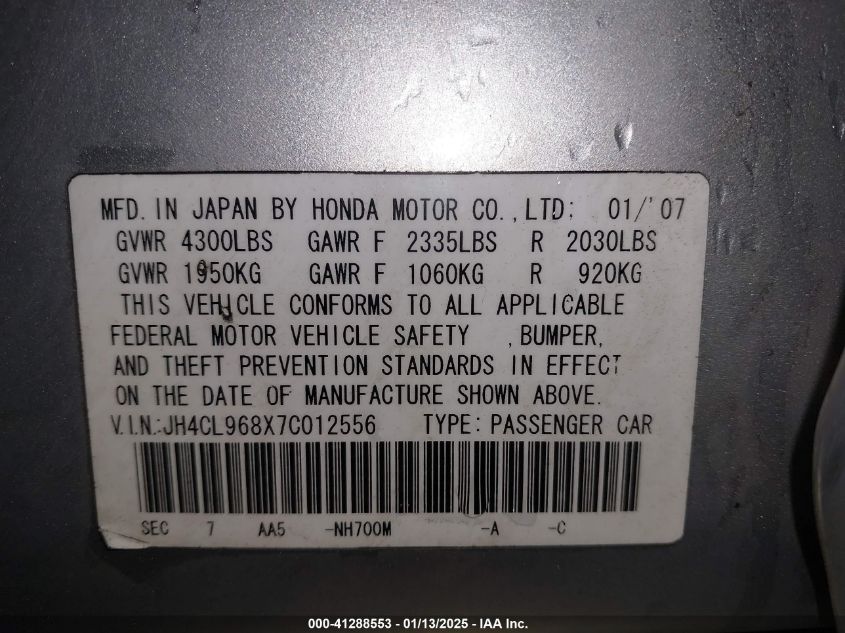 MFD. IN JAPAN BY HONDA MOTOR CO., LTD; 01/'07
GVWR 4300LBS GAWR F 2335LBS R 2030LBS
GVWR 1950KG GAWR F 1060KG R 920KG
THIS VEHICLE CONFORMS TO ALL APPLICABLE
FEDERAL MOTOR VEHICLE SAFETY , BUMPER,
AND THEFT PREVENTION STANDARDS IN EFFECT
ON THE DATE OF MANUFACTURE SHOWN ABOVE.
V.I.N.:JH4CL968X7C012556 TYPE: PASSENGER CAR
SEC 7 AA5 -NH700M -A -C
000-41288553 - 01/13/2025 - IAA Inc.